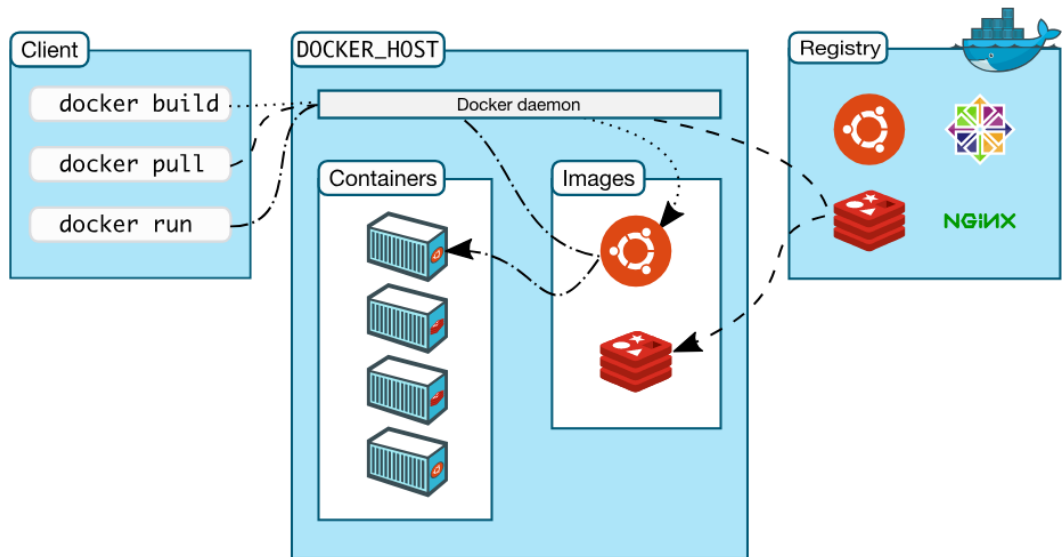 Client
docker build
docker pull
docker run
DOCKER_HOST
Docker daemon
Containers
Images
Registry
NGiNX